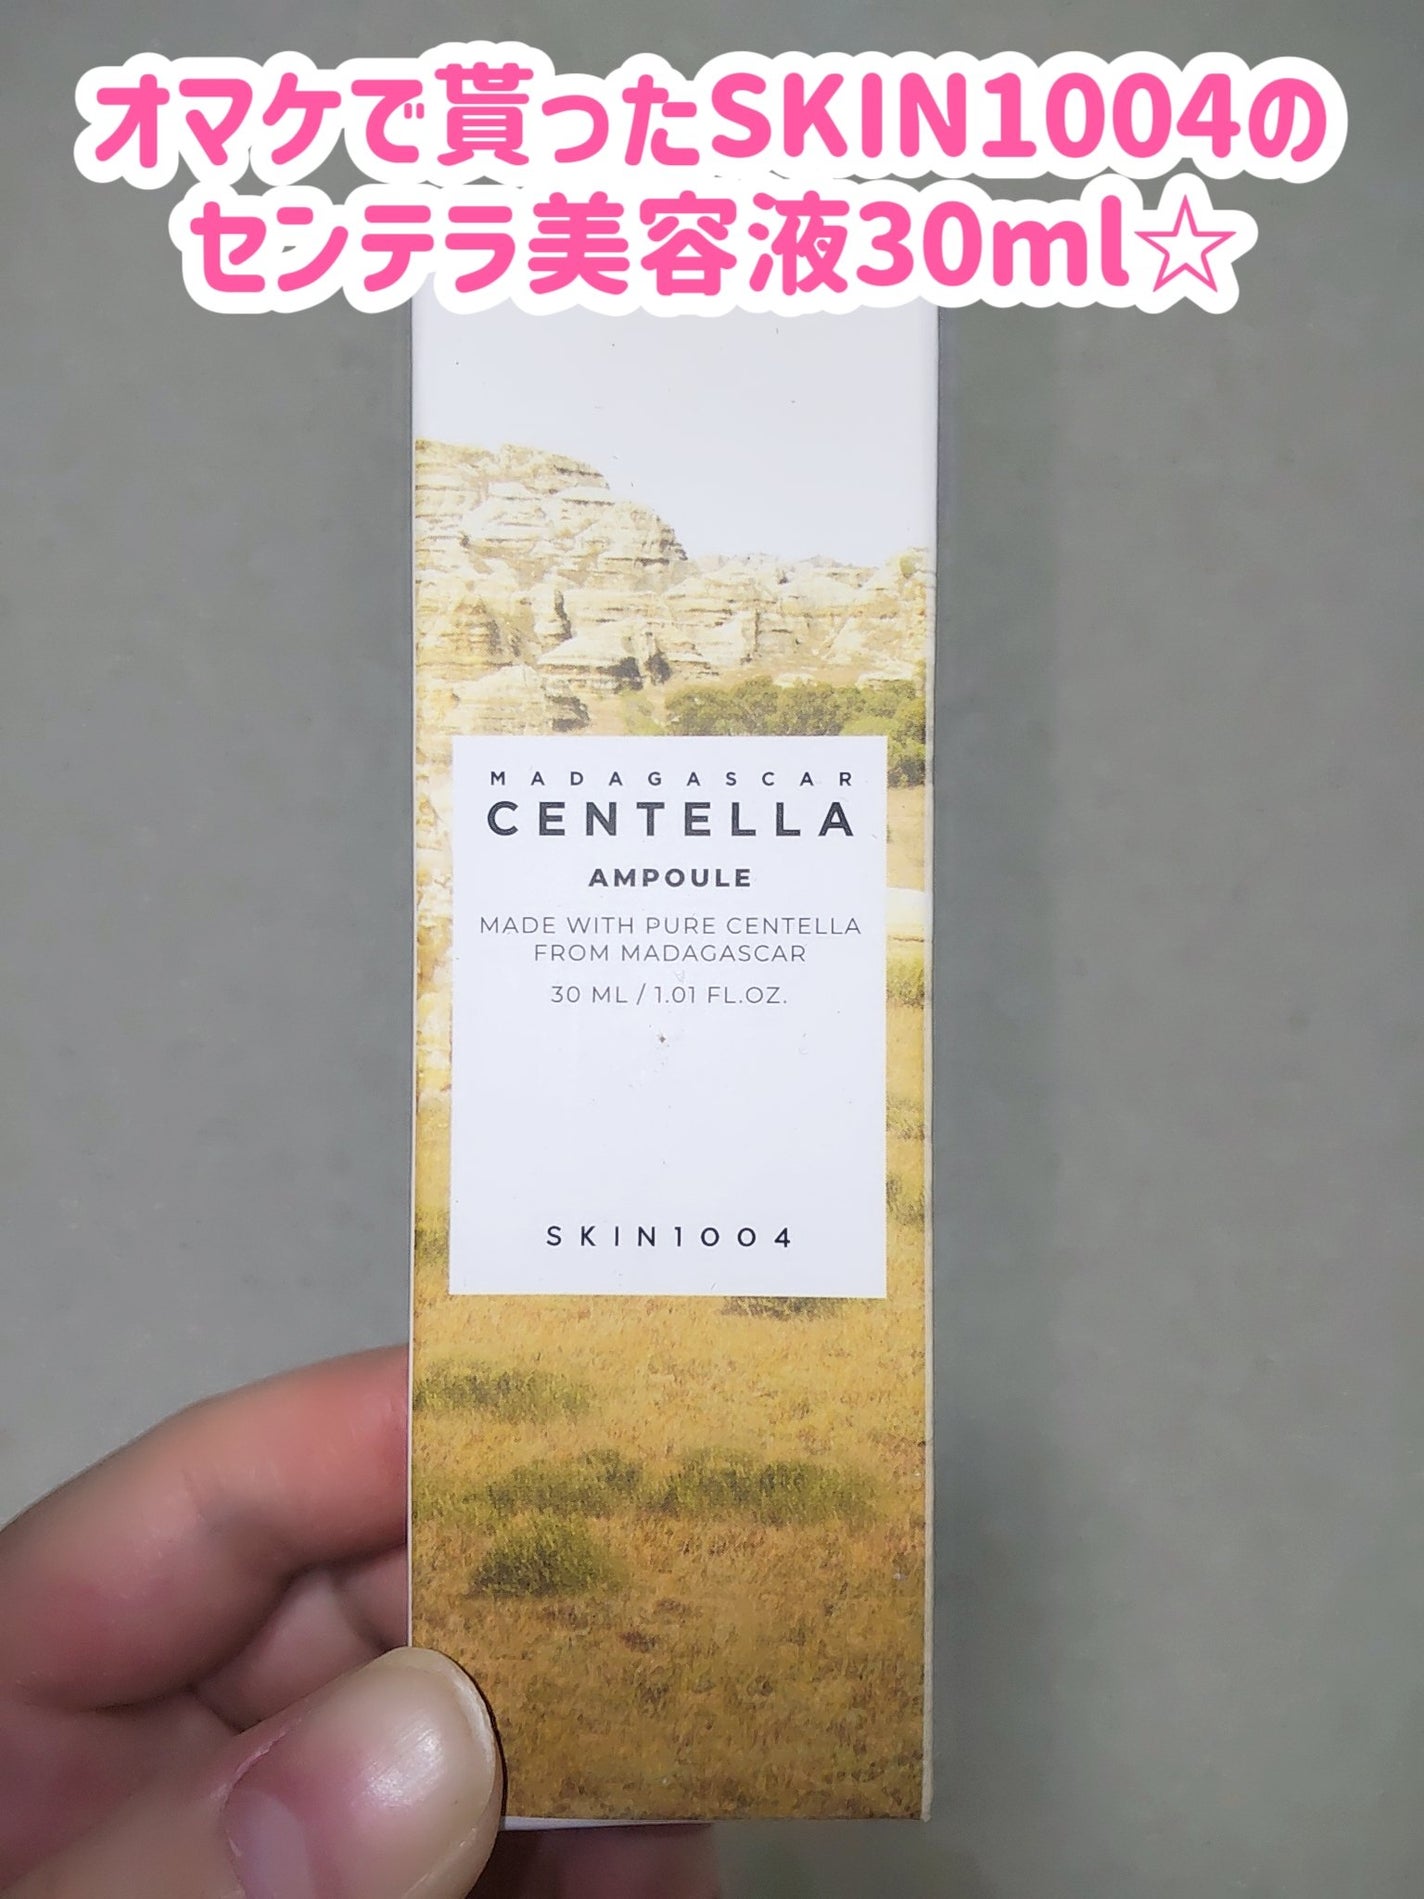 オマケで貰ったSKIN1004の
センテラ美容液30ml☆
MADAGASCAR
CENTELLA
AMPOULE
MADE WITH PURE CENTELLA
FROM MADAGASCAR
30 ML / 1.01 FL.OZ.
SKIN1004